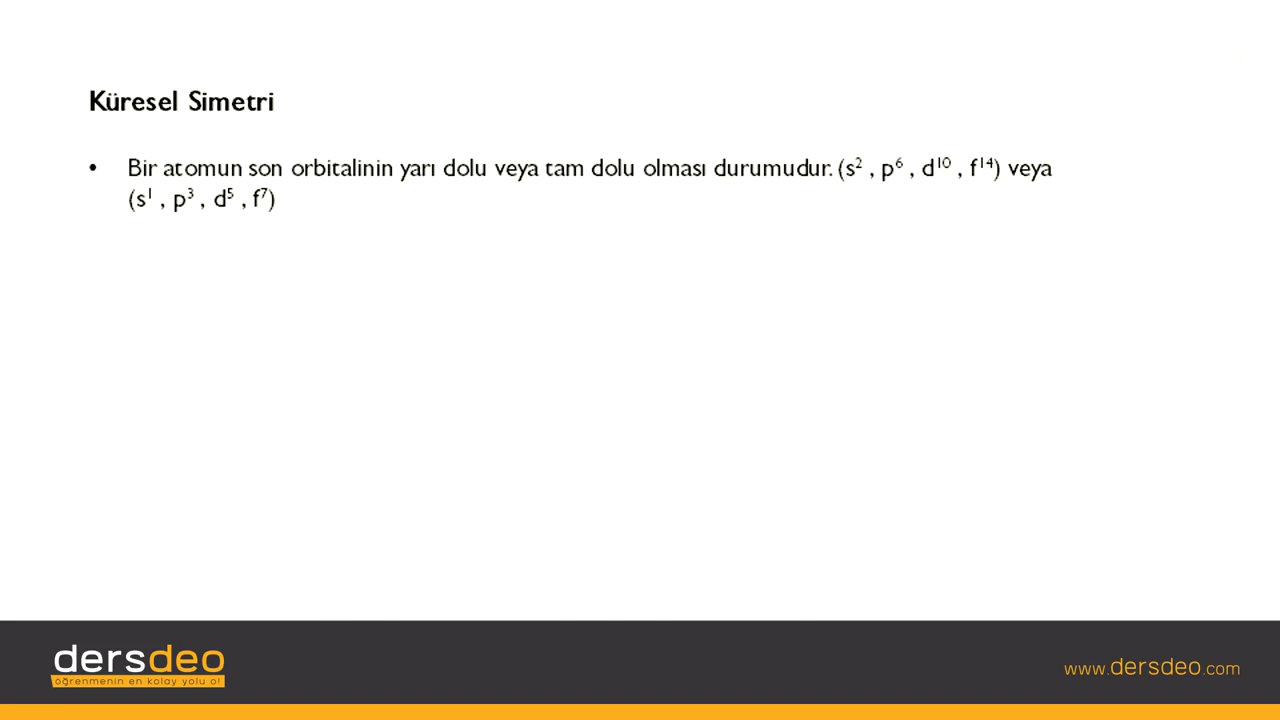 Küresel Simetri
• Bir atomun son orbitalinin yarı dolu veya tam dolu olması durumudur. (s² , p⁶ , d¹⁰ , f¹⁴) veya
(s¹ , p³ , d⁵ , f⁷)
dersdeo
öğrenmenin en kolay yolu o!
www.dersdeo.com